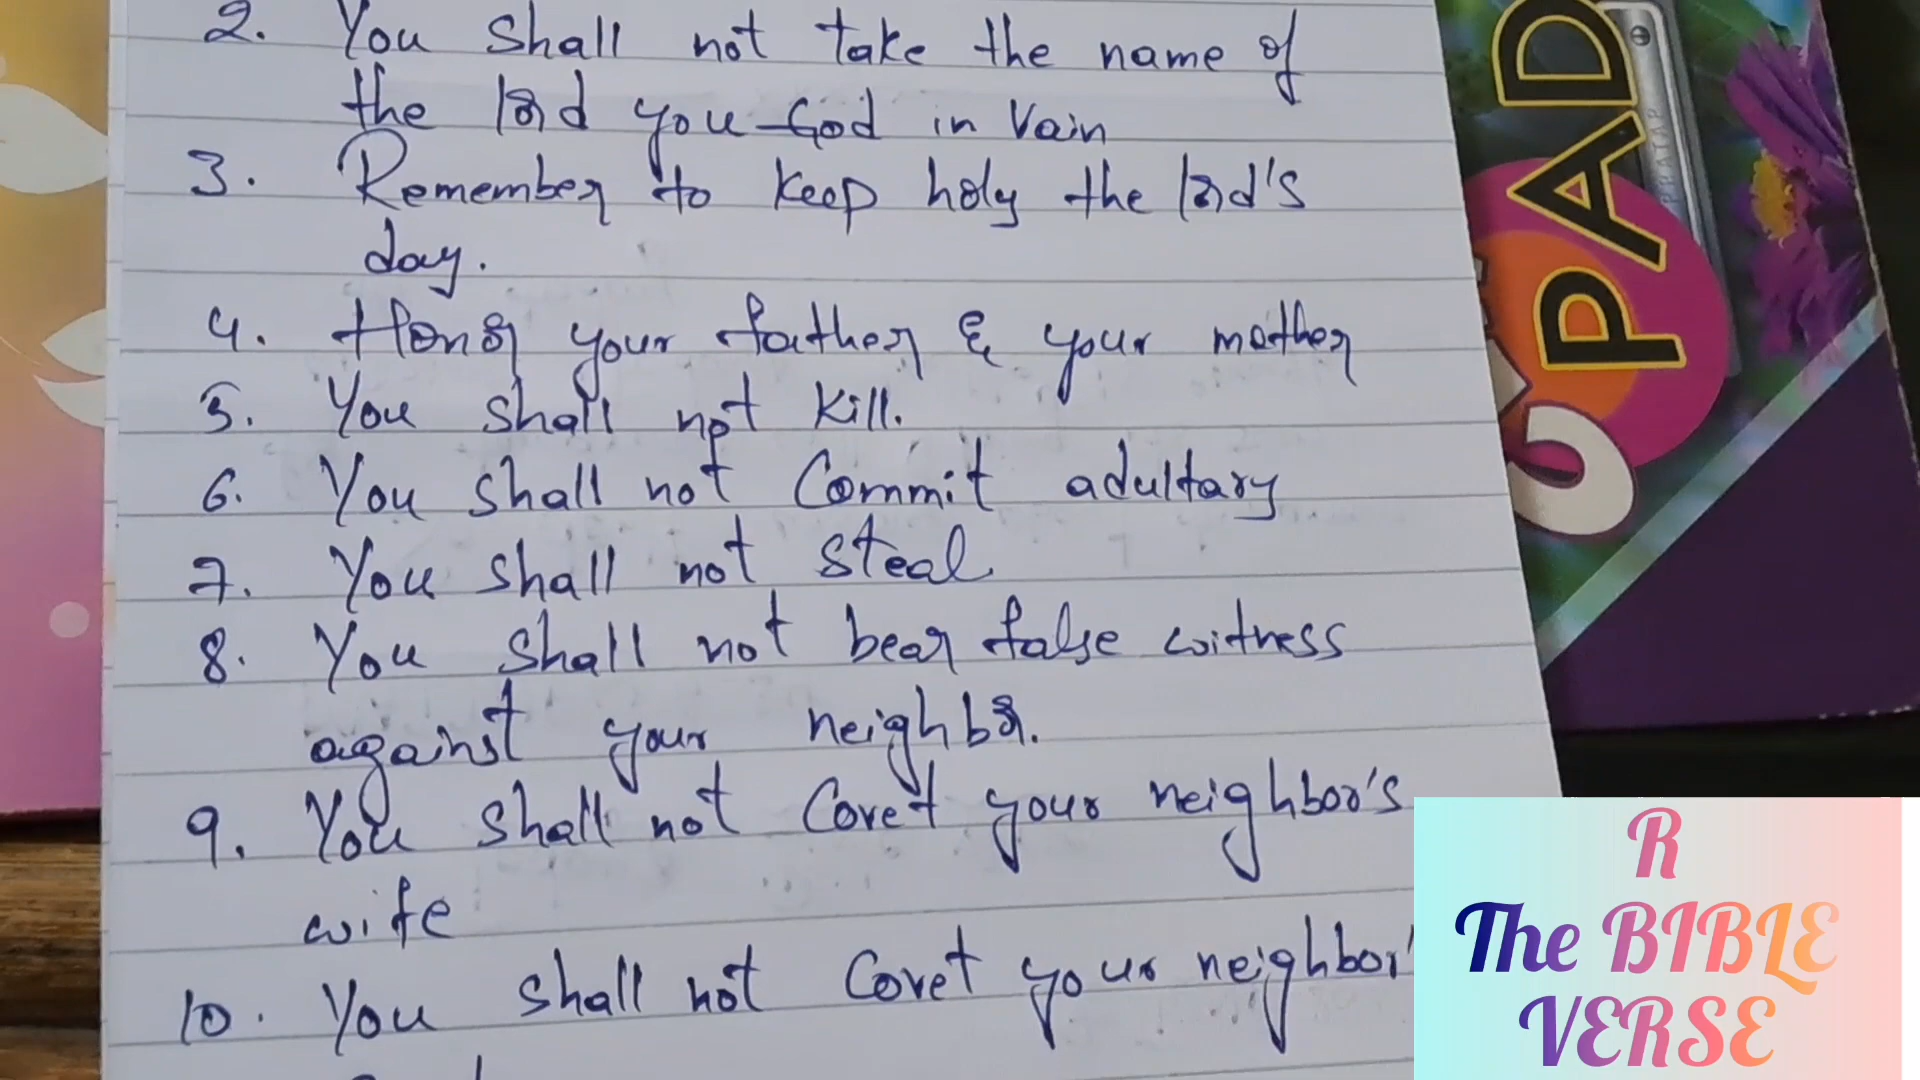 2. You shall not take the name of
the lord you God in Vain
3. Remember to keep holy the lord's
day.
4. Honor your father & your mother
5. You shall not kill.
6. You shall not Commit adultary
7. You shall not steal
8. You shall not bear false witness
against your neighbor.
9. You shall not Covet your neighbor's
wife
10. You shall not Covet your neighbor'
PAD
PRATAP
R
The BIBLE
VERSE